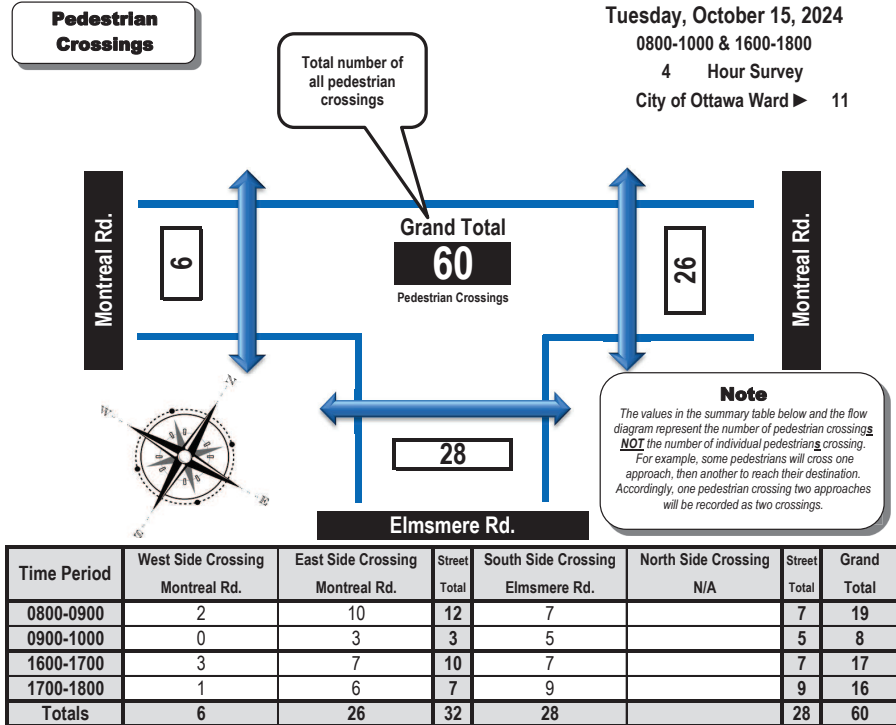 Pedestrian
Crossings
Tuesday, October 15, 2024
0800-1000 & 1600-1800
4 Hour Survey
City of Ottawa Ward ► 11
Total number of
all pedestrian
crossings
Montreal Rd.
6
Grand Total
60
Pedestrian Crossings
26
Montreal Rd.
N
W
E
S
28
Elmsmere Rd.
Note
The values in the summary table below and the flow
diagram represent the number of pedestrian crossings
NOT the number of individual pedestrians crossing.
For example, some pedestrians will cross one
approach, then another to reach their destination.
Accordingly, one pedestrian crossing two approaches
will be recorded as two crossings.
Time Period West Side Crossing Montreal Rd. East Side Crossing Montreal Rd. Street Total South Side Crossing Elmsmere Rd. North Side Crossing N/A Street Total Grand Total
0800-0900 2 10 12 7 7 19
0900-1000 0 3 3 5 5 8
1600-1700 3 7 10 7 7 17
1700-1800 1 6 7 9 9 16
Totals 6 26 32 28 28 60